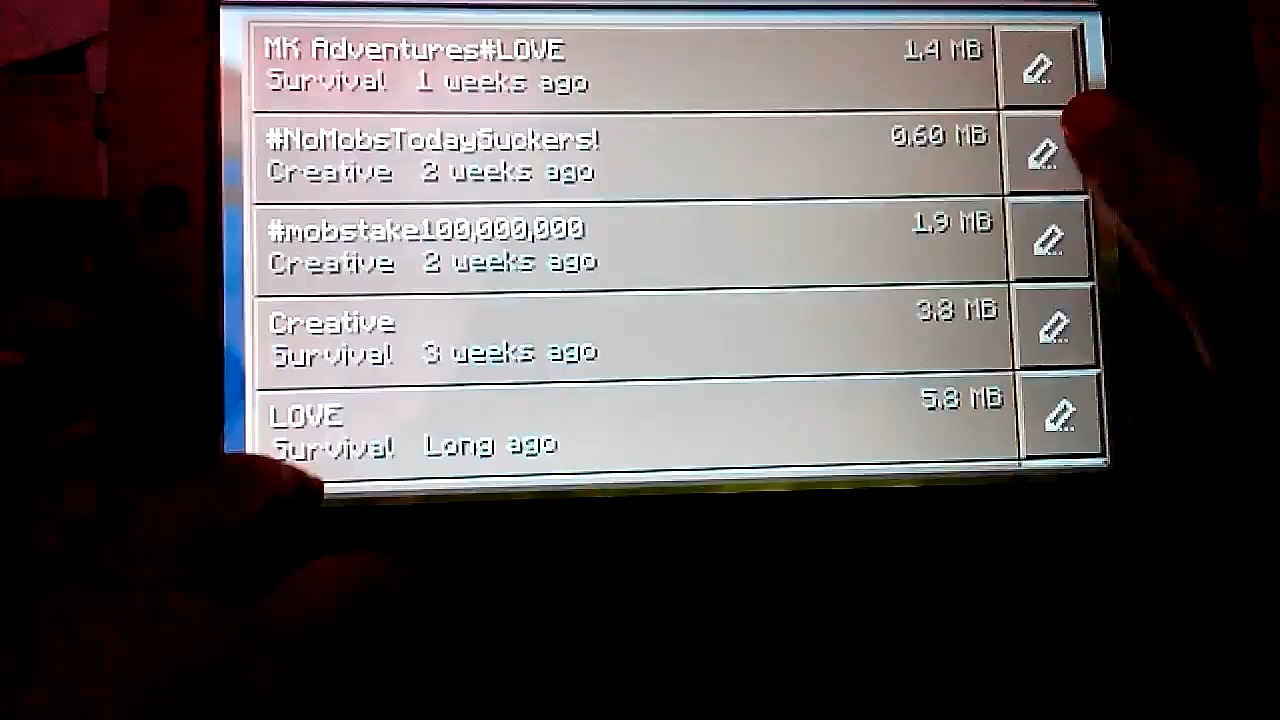 MK Adventures#LOVE 1.4 MB
Survival 1 weeks ago
#NoMobsTodaySuckers! 0.60 MB
Creative 2 weeks ago
#mobstake100,000,000 1.9 MB
Creative 2 weeks ago
Creative 3.8 MB
Survival 3 weeks ago
LOVE 5.8 MB
Survival Long ago